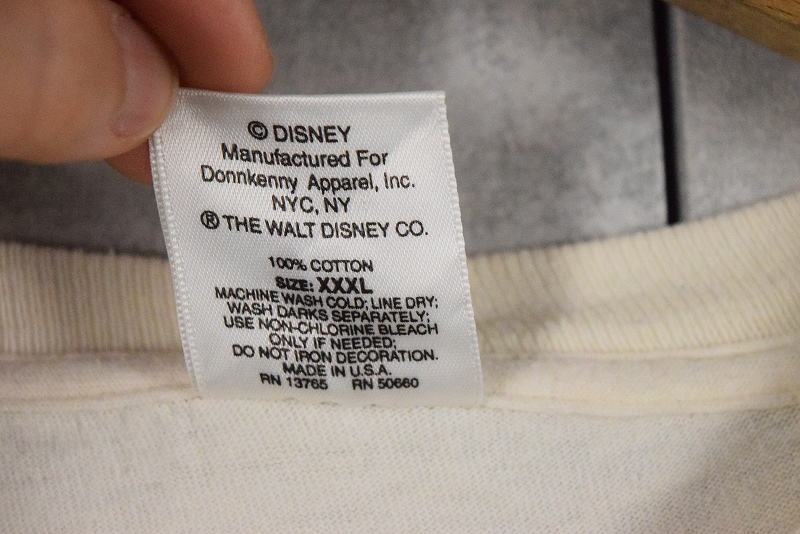 © DISNEY
Manufactured For
Donnkenny Apparel, Inc.
NYC, NY
® THE WALT DISNEY CO.
100% COTTON
SIZE: XXXL
MACHINE WASH COLD; LINE DRY;
WASH DARKS SEPARATELY;
USE NON-CHLORINE BLEACH
ONLY IF NEEDED;
DO NOT IRON DECORATION.
MADE IN U.S.A.
RN 13765 RN 50660